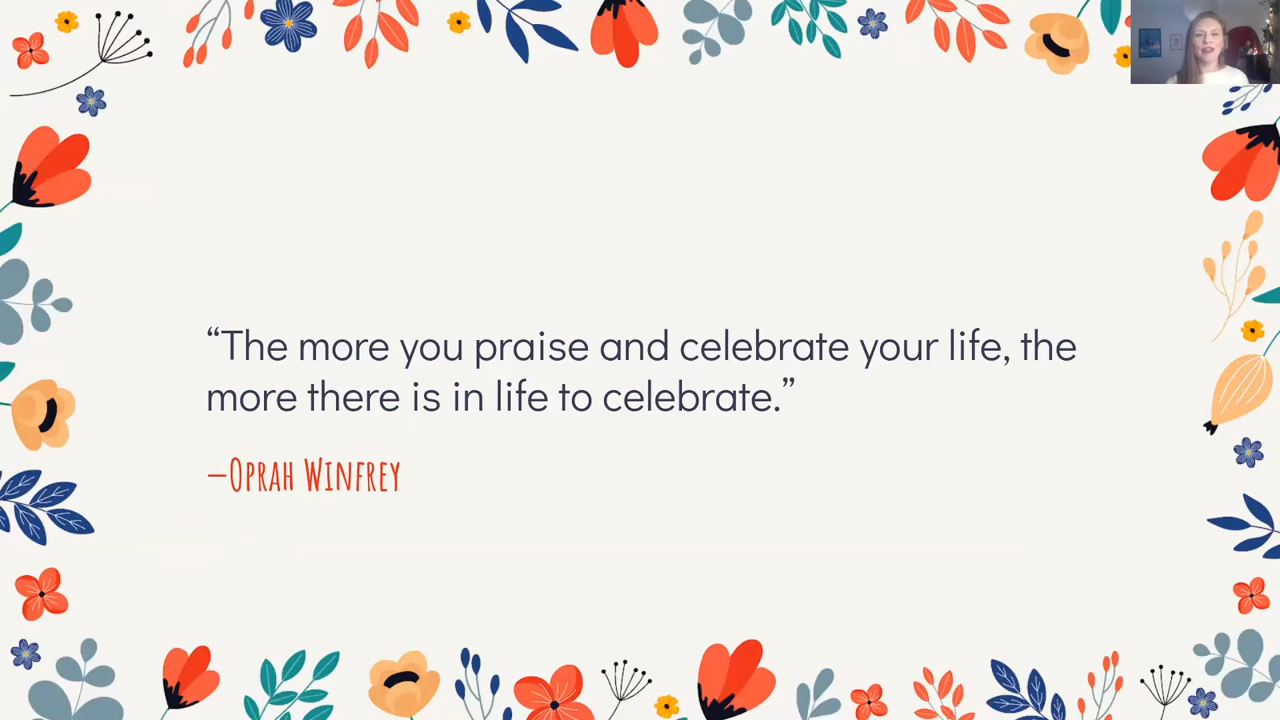 “The more you praise and celebrate your life, the
more there is in life to celebrate.”
—Oprah Winfrey